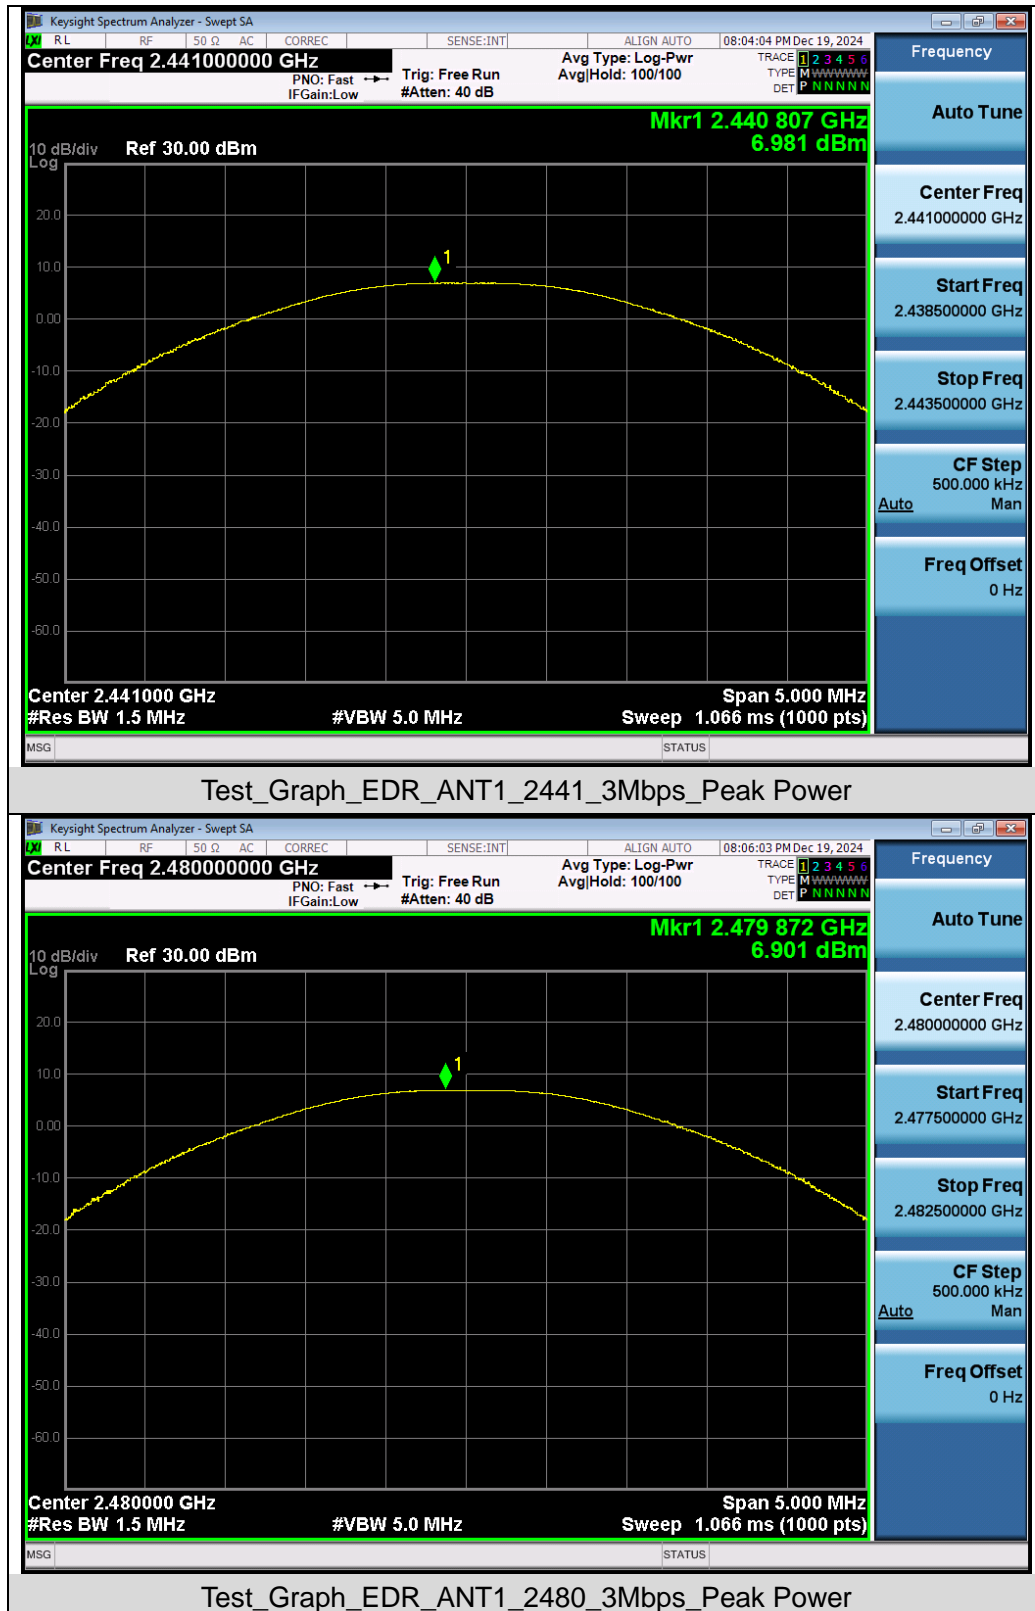 Keysight Spectrum Analyzer - Swept SA
LXI RL RF 50 Ω AC CORREC SENSE:INT ALIGN AUTO 08:04:04 PM Dec 19, 2024
Center Freq 2.441000000 GHz
PNO: Fast
IFGain:Low
Trig: Free Run
#Atten: 40 dB
Avg Type: Log-Pwr
Avg|Hold: 100/100
TRACE 1 2 3 4 5 6
TYPE M WWWWW
DET P N N N N N
Mkr1 2.440 807 GHz
6.981 dBm
10 dB/div Ref 30.00 dBm
Log
20.0
10.0
0.00
-10.0
-20.0
-30.0
-40.0
-50.0
-60.0
1
Center 2.441000 GHz Span 5.000 MHz
#Res BW 1.5 MHz #VBW 5.0 MHz Sweep 1.066 ms (1000 pts)
MSG STATUS
Frequency
Auto Tune
Center Freq
2.441000000 GHz
Start Freq
2.438500000 GHz
Stop Freq
2.443500000 GHz
CF Step
500.000 kHz
Auto Man
Freq Offset
0 Hz
Test_Graph_EDR_ANT1_2441_3Mbps_Peak Power
Keysight Spectrum Analyzer - Swept SA
LXI RL RF 50 Ω AC CORREC SENSE:INT ALIGN AUTO 08:06:03 PM Dec 19, 2024
Center Freq 2.480000000 GHz
PNO: Fast
IFGain:Low
Trig: Free Run
#Atten: 40 dB
Avg Type: Log-Pwr
Avg|Hold: 100/100
TRACE 1 2 3 4 5 6
TYPE M WWWWW
DET P N N N N N
Mkr1 2.479 872 GHz
6.901 dBm
10 dB/div Ref 30.00 dBm
Log
20.0
10.0
0.00
-10.0
-20.0
-30.0
-40.0
-50.0
-60.0
1
Center 2.480000 GHz Span 5.000 MHz
#Res BW 1.5 MHz #VBW 5.0 MHz Sweep 1.066 ms (1000 pts)
MSG STATUS
Frequency
Auto Tune
Center Freq
2.480000000 GHz
Start Freq
2.477500000 GHz
Stop Freq
2.482500000 GHz
CF Step
500.000 kHz
Auto Man
Freq Offset
0 Hz
Test_Graph_EDR_ANT1_2480_3Mbps_Peak Power